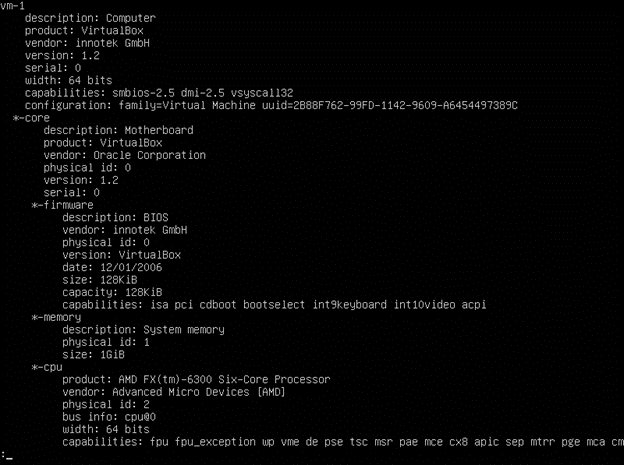 vm-1
description: Computer
product: VirtualBox
vendor: innotek GmbH
version: 1.2
serial: 0
width: 64 bits
capabilities: smbios-2.5 dmi-2.5 vsyscall32
configuration: family=Virtual Machine uuid=2B88F762-99FD-1142-9609-A6454497389C
*-core
description: Motherboard
product: VirtualBox
vendor: Oracle Corporation
physical id: 0
version: 1.2
serial: 0
*-firmware
description: BIOS
vendor: innotek GmbH
physical id: 0
version: VirtualBox
date: 12/01/2006
size: 128KiB
capacity: 128KiB
capabilities: isa pci cdboot bootselect int9keyboard int10video acpi
*-memory
description: System memory
physical id: 1
size: 1GiB
*-cpu
product: AMD FX(tm)-6300 Six-Core Processor
vendor: Advanced Micro Devices [AMD]
physical id: 2
bus info: cpu@0
width: 64 bits
capabilities: fpu fpu_exception wp vme de pse tsc msr pae mce cx8 apic sep mtrr pge mca cm
:_